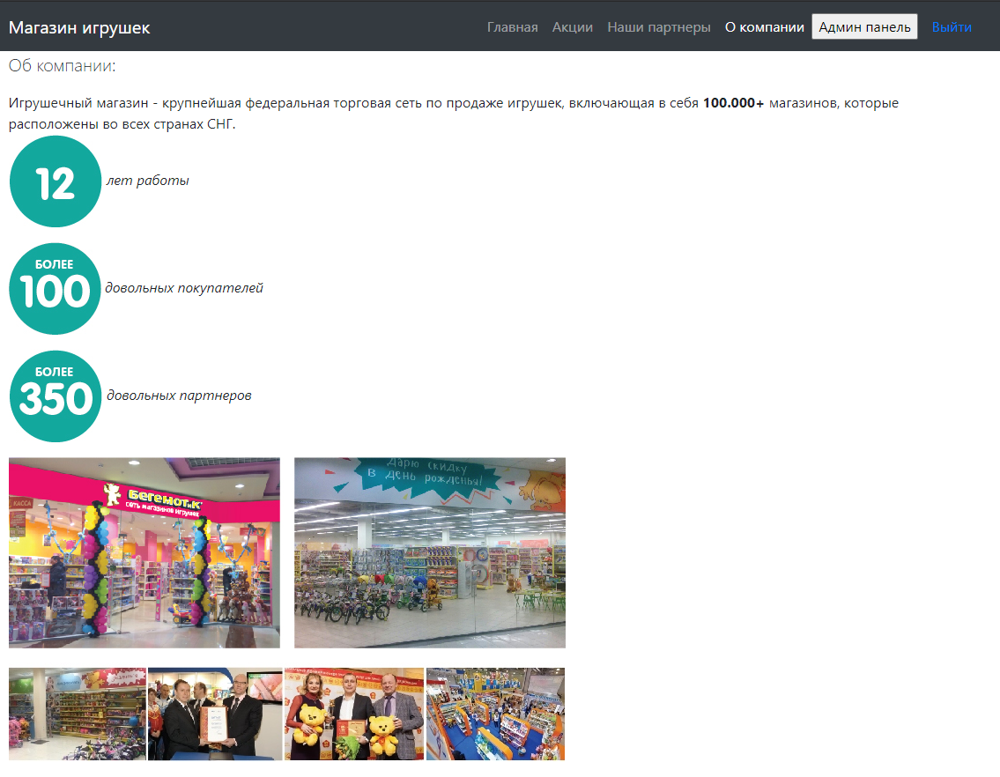 Магазин игрушек
Главная Акции Наши партнеры О компании Админ панель Выйти
Об компании:
Игрушечный магазин - крупнейшая федеральная торговая сеть по продаже игрушек, включающая в себя 100.000+ магазинов, которые
расположены во всех странах СНГ.
12 лет работы
БОЛЕЕ
100 довольных покупателей
БОЛЕЕ
350 довольных партнеров
Бегемотик
сеть магазинов игрушек
КАССА
Дарю скидку
в день рожденья!